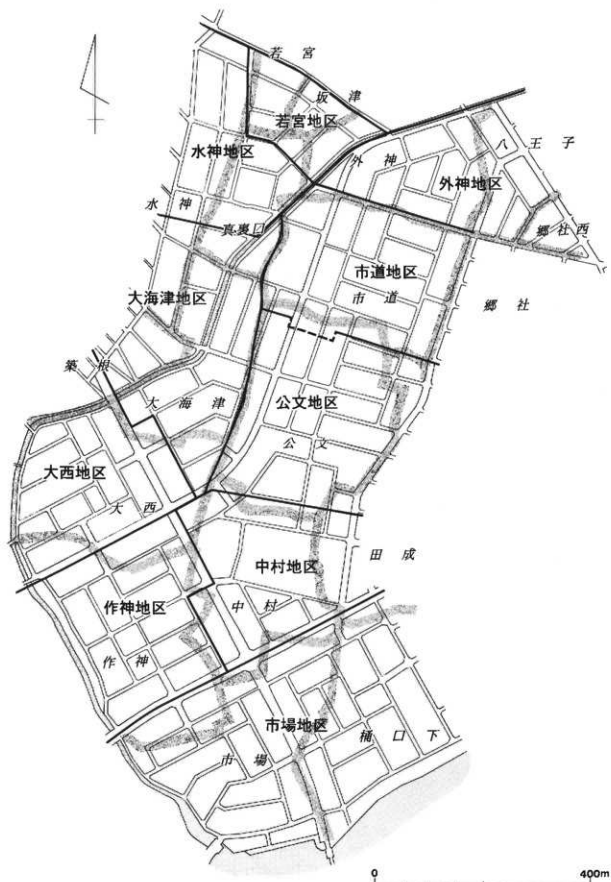 若宮
坂津
若宮地区
水神地区
外神
八王子
外神地区
水神
真裏口
郷社西
市道地区
大海津地区
市道
郷社
築根
大海津
公文地区
公文
大西地区
大西
中村地区
田成
作神地区
中村
作神
市場地区
樋口下
市場
0 400m